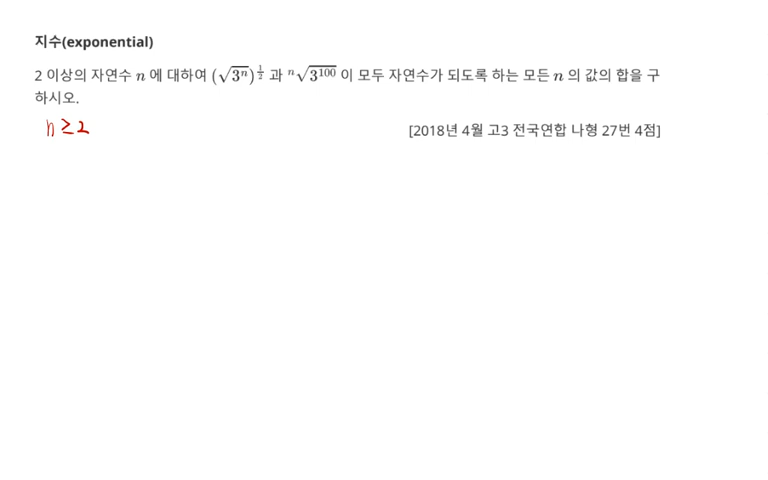 지수(exponential)
2 이상의 자연수 n 에 대하여 (√3ⁿ)^½ 과 ⁿ√3¹⁰⁰ 이 모두 자연수가 되도록 하는 모든 n 의 값의 합을 구
하시오.
n ≥ 2
[2018년 4월 고3 전국연합 나형 27번 4점]